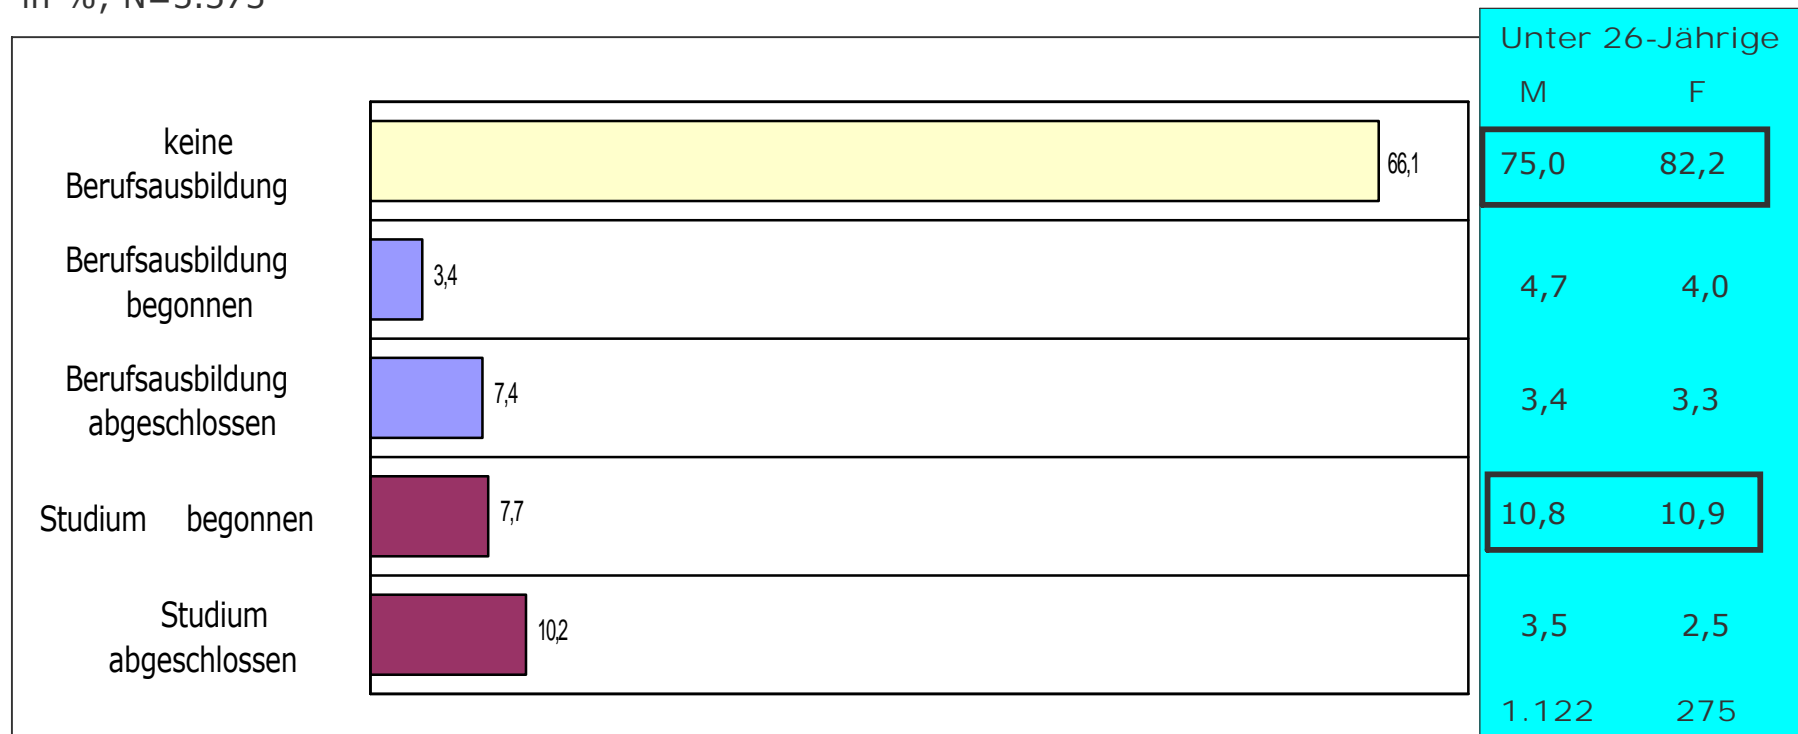 Unter 26-Jährige
M F
keine
Berufsausbildung
66,1
75,0 82,2
Berufsausbildung
begonnen
3,4
4,7 4,0
Berufsausbildung
abgeschlossen
7,4
3,4 3,3
Studium begonnen
7,7
10,8 10,9
Studium
abgeschlossen
10,2
3,5 2,5
1.122 275